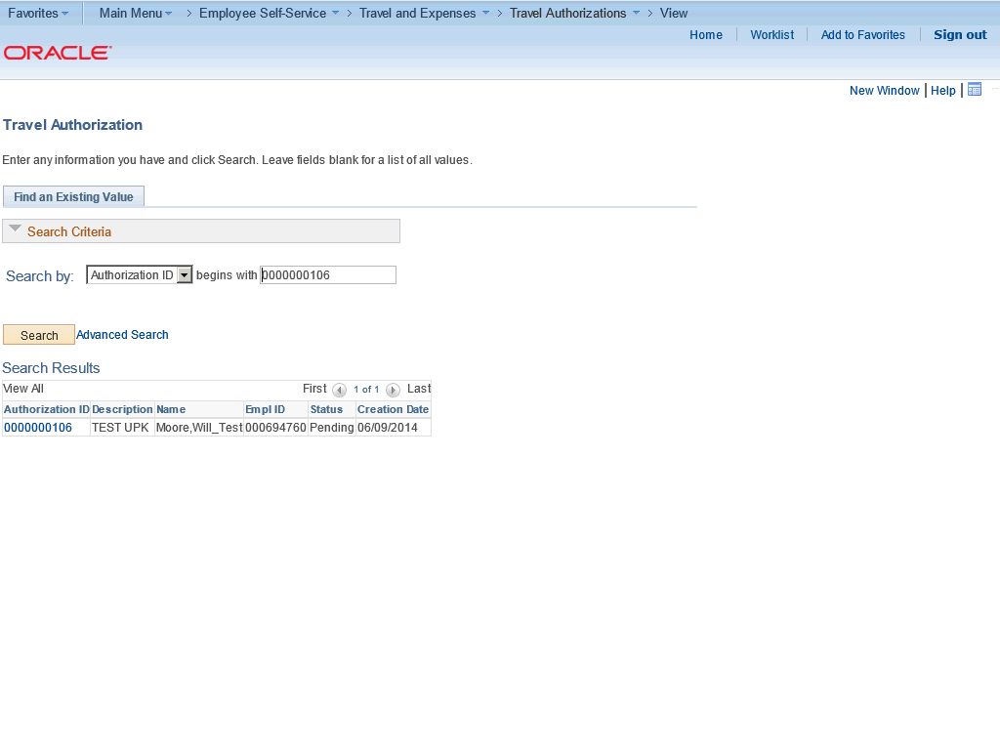 Favorites Main Menu > Employee Self-Service > Travel and Expenses > Travel Authorizations > View
Home Worklist Add to Favorites Sign out
ORACLE
New Window | Help |
Travel Authorization
Enter any information you have and click Search. Leave fields blank for a list of all values.
Find an Existing Value
Search Criteria
Search by: Authorization ID begins with 0000000106
Search Advanced Search
Search Results
View All First 1 of 1 Last
Authorization ID Description Name Empl ID Status Creation Date
0000000106 TEST UPK Moore,Will_Test 000694760 Pending 06/09/2014